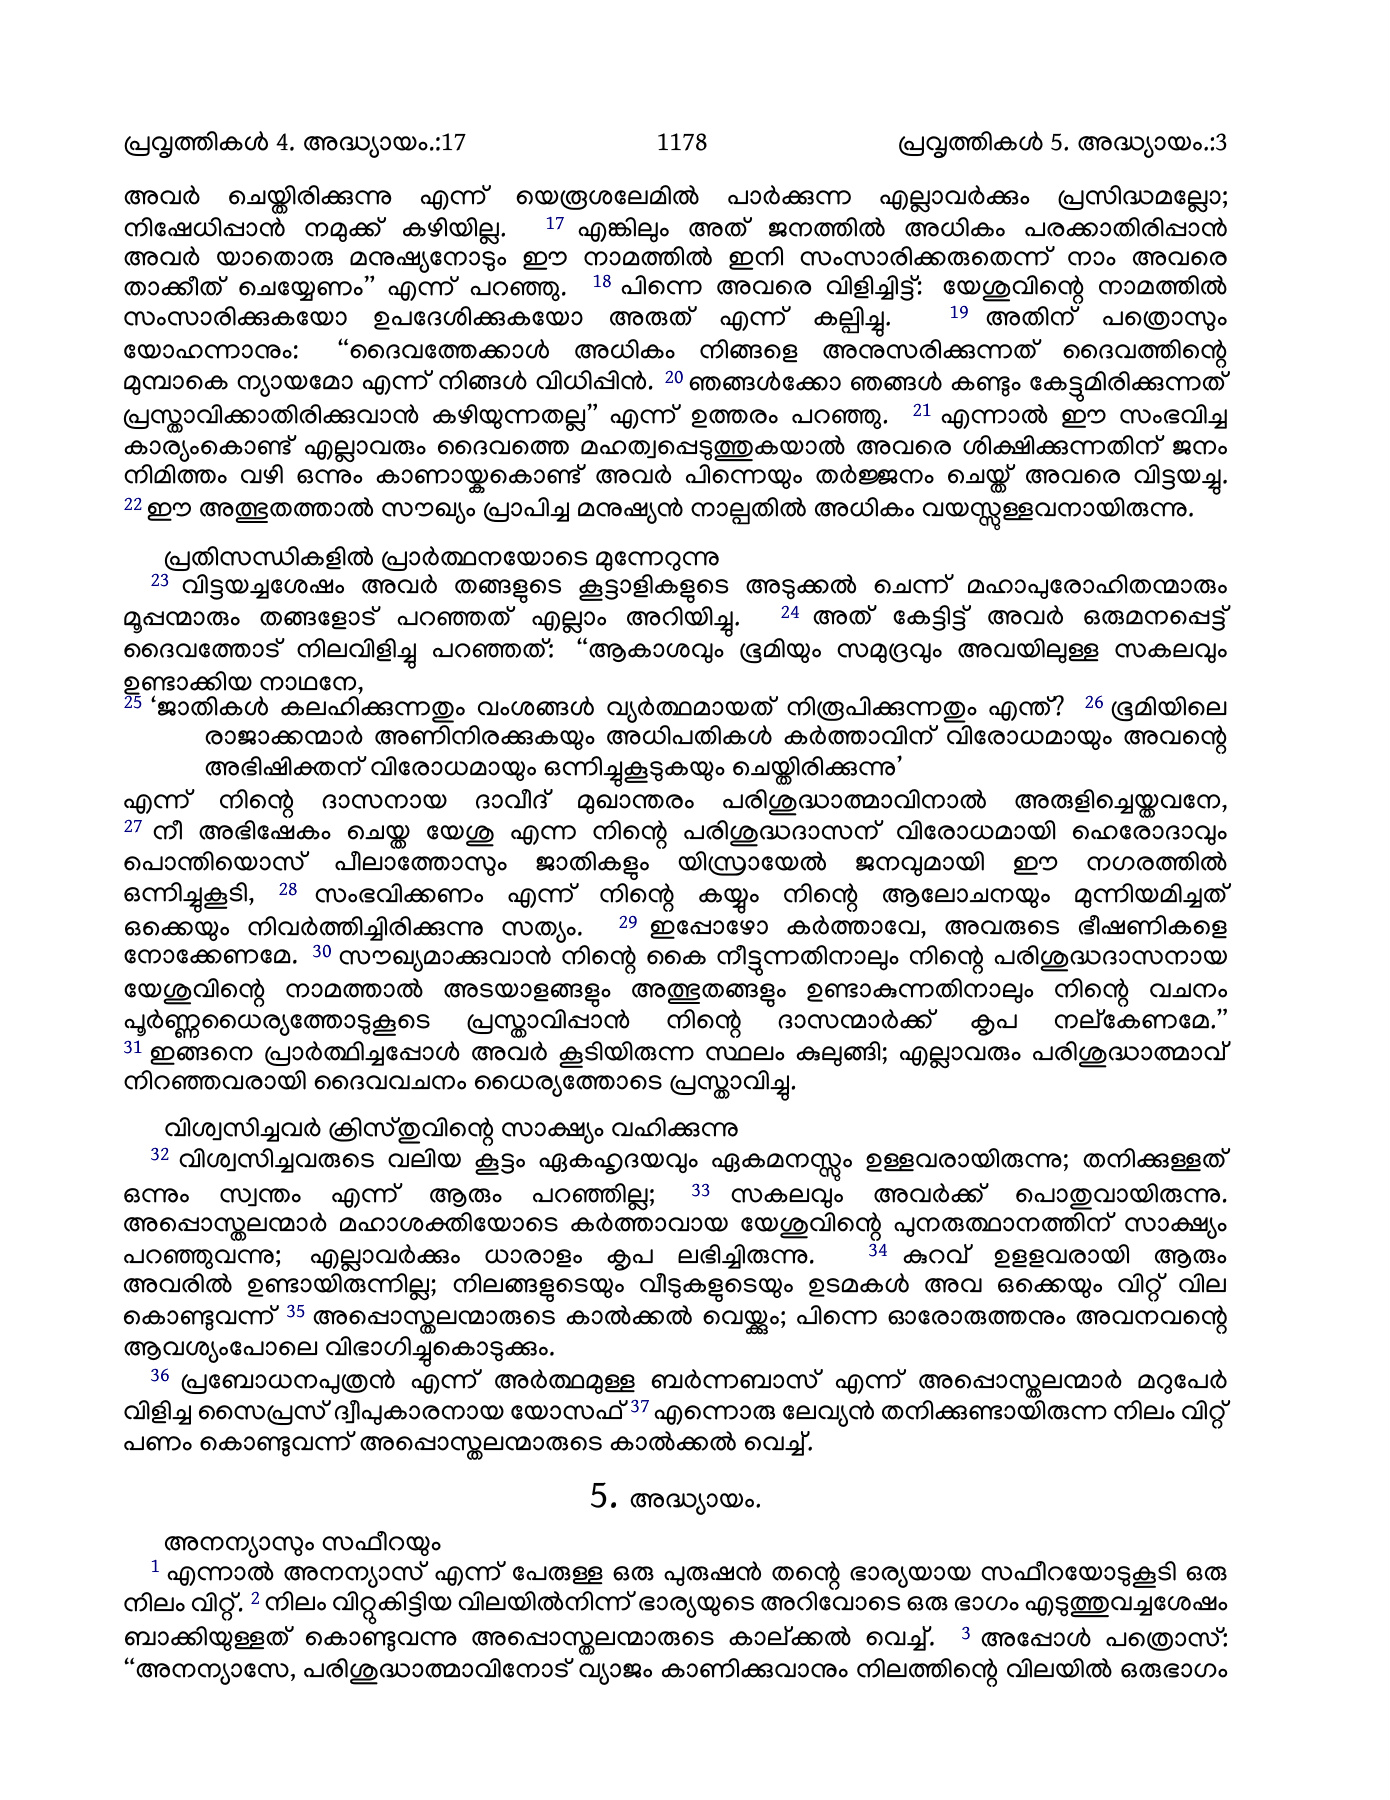 പ്രവൃത്തികൾ 4. അദ്ധ്യായം.:17 1178 പ്രവൃത്തികൾ 5. അദ്ധ്യായം.:3
അവർ ചെയ്തിരിക്കുന്നു എന്ന് യെരൂശലേമിൽ പാർക്കുന്ന എല്ലാവർക്കും പ്രസിദ്ധമല്ലോ;
നിഷേധിപ്പാൻ നമുക്ക് കഴിയില്ല. 17 എങ്കിലും അത് ജനത്തിൽ അധികം പരക്കാതിരിപ്പാൻ
അവർ യാതൊരു മനുഷ്യനോടും ഈ നാമത്തിൽ ഇനി സംസാരിക്കരുതെന്ന് നാം അവരെ
താക്കീത് ചെയ്യേണം” എന്ന് പറഞ്ഞു. 18 പിന്നെ അവരെ വിളിച്ചിട്ട്: യേശുവിന്റെ നാമത്തിൽ
സംസാരിക്കുകയോ ഉപദേശിക്കുകയോ അരുത് എന്ന് കല്പിച്ചു. 19 അതിന് പത്രൊസും
യോഹന്നാനും: “ദൈവത്തേക്കാൾ അധികം നിങ്ങളെ അനുസരിക്കുന്നത് ദൈവത്തിന്റെ
മുമ്പാകെ ന്യായമോ എന്ന് നിങ്ങൾ വിധിപ്പിൻ. 20 ഞങ്ങൾക്കോ ഞങ്ങൾ കണ്ടും കേട്ടുമിരിക്കുന്നത്
പ്രസ്താവിക്കാതിരിക്കുവാൻ കഴിയുന്നതല്ല” എന്ന് ഉത്തരം പറഞ്ഞു. 21 എന്നാൽ ഈ സംഭവിച്ച
കാര്യംകൊണ്ട് എല്ലാവരും ദൈവത്തെ മഹത്വപ്പെടുത്തുകയാൽ അവരെ ശിക്ഷിക്കുന്നതിന് ജനം
നിമിത്തം വഴി ഒന്നും കാണായ്കകൊണ്ട് അവർ പിന്നെയും തർജ്ജനം ചെയ്ത് അവരെ വിട്ടയച്ചു.
22 ഈ അത്ഭുതത്താൽ സൗഖ്യം പ്രാപിച്ച മനുഷ്യൻ നാല്പതിൽ അധികം വയസ്സുള്ളവനായിരുന്നു.
പ്രതിസന്ധികളിൽ പ്രാർത്ഥനയോടെ മുന്നേറുന്നു
23 വിട്ടയച്ചശേഷം അവർ തങ്ങളുടെ കൂട്ടാളികളുടെ അടുക്കൽ ചെന്ന് മഹാപുരോഹിതന്മാരും
മൂപ്പന്മാരും തങ്ങളോട് പറഞ്ഞത് എല്ലാം അറിയിച്ചു. 24 അത് കേട്ടിട്ട് അവർ ഒരുമനപ്പെട്ട്
ദൈവത്തോട് നിലവിളിച്ചു പറഞ്ഞത്: “ആകാശവും ഭൂമിയും സമുദ്രവും അവയിലുള്ള സകലവും
ഉണ്ടാക്കിയ നാഥനേ,
25 ‘ജാതികൾ കലഹിക്കുന്നതും വംശങ്ങൾ വ്യർത്ഥമായത് നിരൂപിക്കുന്നതും എന്ത്? 26 ഭൂമിയിലെ
രാജാക്കന്മാർ അണിനിരക്കുകയും അധിപതികൾ കർത്താവിന് വിരോധമായും അവന്റെ
അഭിഷിക്തന് വിരോധമായും ഒന്നിച്ചുകൂടുകയും ചെയ്തിരിക്കുന്നു’
എന്ന് നിന്റെ ദാസനായ ദാവീദ് മുഖാന്തരം പരിശുദ്ധാത്മാവിനാൽ അരുളിച്ചെയ്തവനേ,
27 നീ അഭിഷേകം ചെയ്ത യേശു എന്ന നിന്റെ പരിശുദ്ധദാസന് വിരോധമായി ഹെരോദാവും
പൊന്തിയൊസ് പീലാത്തോസും ജാതികളും യിസ്രായേൽ ജനവുമായി ഈ നഗരത്തിൽ
ഒന്നിച്ചുകൂടി, 28 സംഭവിക്കണം എന്ന് നിന്റെ കയ്യും നിന്റെ ആലോചനയും മുന്നിയമിച്ചത്
ഒക്കെയും നിവർത്തിച്ചിരിക്കുന്നു സത്യം. 29 ഇപ്പോഴോ കർത്താവേ, അവരുടെ ഭീഷണികളെ
നോക്കേണമേ. 30 സൗഖ്യമാക്കുവാൻ നിന്റെ കൈ നീട്ടുന്നതിനാലും നിന്റെ പരിശുദ്ധദാസനായ
യേശുവിന്റെ നാമത്താൽ അടയാളങ്ങളും അത്ഭുതങ്ങളും ഉണ്ടാകുന്നതിനാലും നിന്റെ വചനം
പൂർണ്ണധൈര്യത്തോടുകൂടെ പ്രസ്താവിപ്പാൻ നിന്റെ ദാസന്മാർക്ക് കൃപ നല്കേണമേ.”
31 ഇങ്ങനെ പ്രാർത്ഥിച്ചപ്പോൾ അവർ കൂടിയിരുന്ന സ്ഥലം കുലുങ്ങി; എല്ലാവരും പരിശുദ്ധാത്മാവ്
നിറഞ്ഞവരായി ദൈവവചനം ധൈര്യത്തോടെ പ്രസ്താവിച്ചു.
വിശ്വസിച്ചവർ ക്രിസ്തുവിന്റെ സാക്ഷ്യം വഹിക്കുന്നു
32 വിശ്വസിച്ചവരുടെ വലിയ കൂട്ടം ഏകഹൃദയവും ഏകമനസ്സും ഉള്ളവരായിരുന്നു; തനിക്കുള്ളത്
ഒന്നും സ്വന്തം എന്ന് ആരും പറഞ്ഞില്ല; 33 സകലവും അവർക്ക് പൊതുവായിരുന്നു.
അപ്പൊസ്തലന്മാർ മഹാശക്തിയോടെ കർത്താവായ യേശുവിന്റെ പുനരുത്ഥാനത്തിന് സാക്ഷ്യം
പറഞ്ഞുവന്നു; എല്ലാവർക്കും ധാരാളം കൃപ ലഭിച്ചിരുന്നു. 34 കുറവ് ഉളളവരായി ആരും
അവരിൽ ഉണ്ടായിരുന്നില്ല; നിലങ്ങളുടെയും വീടുകളുടെയും ഉടമകൾ അവ ഒക്കെയും വിറ്റ് വില
കൊണ്ടുവന്ന് 35 അപ്പൊസ്തലന്മാരുടെ കാൽക്കൽ വെയ്ക്കും; പിന്നെ ഓരോരുത്തനും അവനവന്റെ
ആവശ്യംപോലെ വിഭാഗിച്ചുകൊടുക്കും.
36 പ്രബോധനപുത്രൻ എന്ന് അർത്ഥമുള്ള ബർന്നബാസ് എന്ന് അപ്പൊസ്തലന്മാർ മറുപേർ
വിളിച്ച സൈപ്രസ് ദ്വീപുകാരനായ യോസഫ് 37 എന്നൊരു ലേവ്യൻ തനിക്കുണ്ടായിരുന്ന നിലം വിറ്റ്
പണം കൊണ്ടുവന്ന് അപ്പൊസ്തലന്മാരുടെ കാൽക്കൽ വെച്ച്.
5. അദ്ധ്യായം.
അനന്യാസും സഫീറയും
1 എന്നാൽ അനന്യാസ് എന്ന് പേരുള്ള ഒരു പുരുഷൻ തന്റെ ഭാര്യയായ സഫീറയോടുകൂടി ഒരു
നിലം വിറ്റ്. 2 നിലം വിറ്റുകിട്ടിയ വിലയിൽനിന്ന് ഭാര്യയുടെ അറിവോടെ ഒരു ഭാഗം എടുത്തുവച്ചശേഷം
ബാക്കിയുള്ളത് കൊണ്ടുവന്നു അപ്പൊസ്തലന്മാരുടെ കാല്ക്കൽ വെച്ച്. 3 അപ്പോൾ പത്രൊസ്:
“അനന്യാസേ, പരിശുദ്ധാത്മാവിനോട് വ്യാജം കാണിക്കുവാനും നിലത്തിന്റെ വിലയിൽ ഒരുഭാഗം